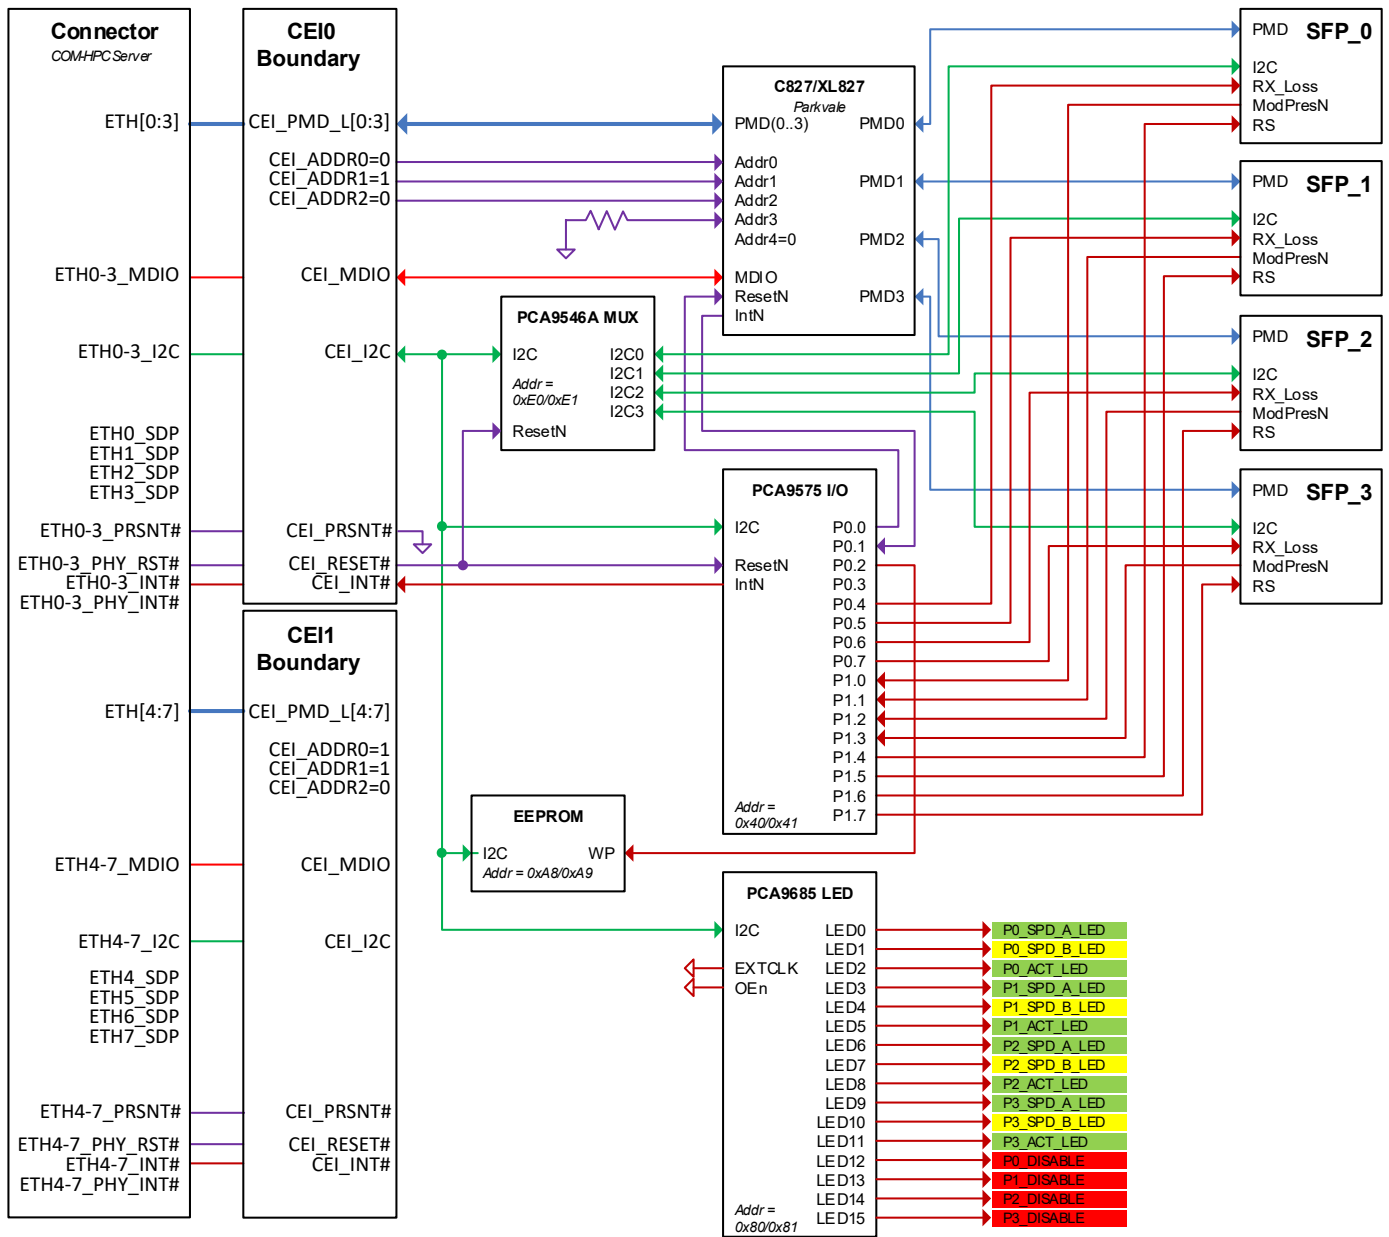 Connector
COM-HPC Server
ETH[0:3]
ETH0-3_MDIO
ETH0-3_I2C
ETH0_SDP
ETH1_SDP
ETH2_SDP
ETH3_SDP
ETH0-3_PRSNT#
ETH0-3_PHY_RST#
ETH0-3_INT#
ETH0-3_PHY_INT#
ETH[4:7]
ETH4-7_MDIO
ETH4-7_I2C
ETH4_SDP
ETH5_SDP
ETH6_SDP
ETH7_SDP
ETH4-7_PRSNT#
ETH4-7_PHY_RST#
ETH4-7_INT#
ETH4-7_PHY_INT#
CEI0
Boundary
CEI_PMD_L[0:3]
CEI_ADDR0=0
CEI_ADDR1=1
CEI_ADDR2=0
CEI_MDIO
CEI_I2C
CEI_PRSNT#
CEI_RESET#
CEI_INT#
CEI1
Boundary
CEI_PMD_L[4:7]
CEI_ADDR0=1
CEI_ADDR1=1
CEI_ADDR2=0
CEI_MDIO
CEI_I2C
CEI_PRSNT#
CEI_RESET#
CEI_INT#
PCA9546A MUX
I2C
Addr =
0xE0/0xE1
ResetN
I2C0
I2C1
I2C2
I2C3
EEPROM
I2C
WP
Addr = 0xA8/0xA9
C827/XL827
Parkvale
PMD(0..3)
Addr0
Addr1
Addr2
Addr3
Addr4=0
MDIO
ResetN
IntN
PMD0
PMD1
PMD2
PMD3
PCA9575 I/O
I2C
ResetN
IntN
Addr =
0x40/0x41
P0.0
P0.1
P0.2
P0.3
P0.4
P0.5
P0.6
P0.7
P1.0
P1.1
P1.2
P1.3
P1.4
P1.5
P1.6
P1.7
PCA9685 LED
I2C
EXTCLK
OEn
Addr =
0x80/0x81
LED0
LED1
LED2
LED3
LED4
LED5
LED6
LED7
LED8
LED9
LED10
LED11
LED12
LED13
LED14
LED15
P0_SPD_A_LED
P0_SPD_B_LED
P0_ACT_LED
P1_SPD_A_LED
P1_SPD_B_LED
P1_ACT_LED
P2_SPD_A_LED
P2_SPD_B_LED
P2_ACT_LED
P3_SPD_A_LED
P3_SPD_B_LED
P3_ACT_LED
P0_DISABLE
P1_DISABLE
P2_DISABLE
P3_DISABLE
PMD SFP_0
I2C
RX_Loss
ModPresN
RS
PMD SFP_1
I2C
RX_Loss
ModPresN
RS
PMD SFP_2
I2C
RX_Loss
ModPresN
RS
PMD SFP_3
I2C
RX_Loss
ModPresN
RS